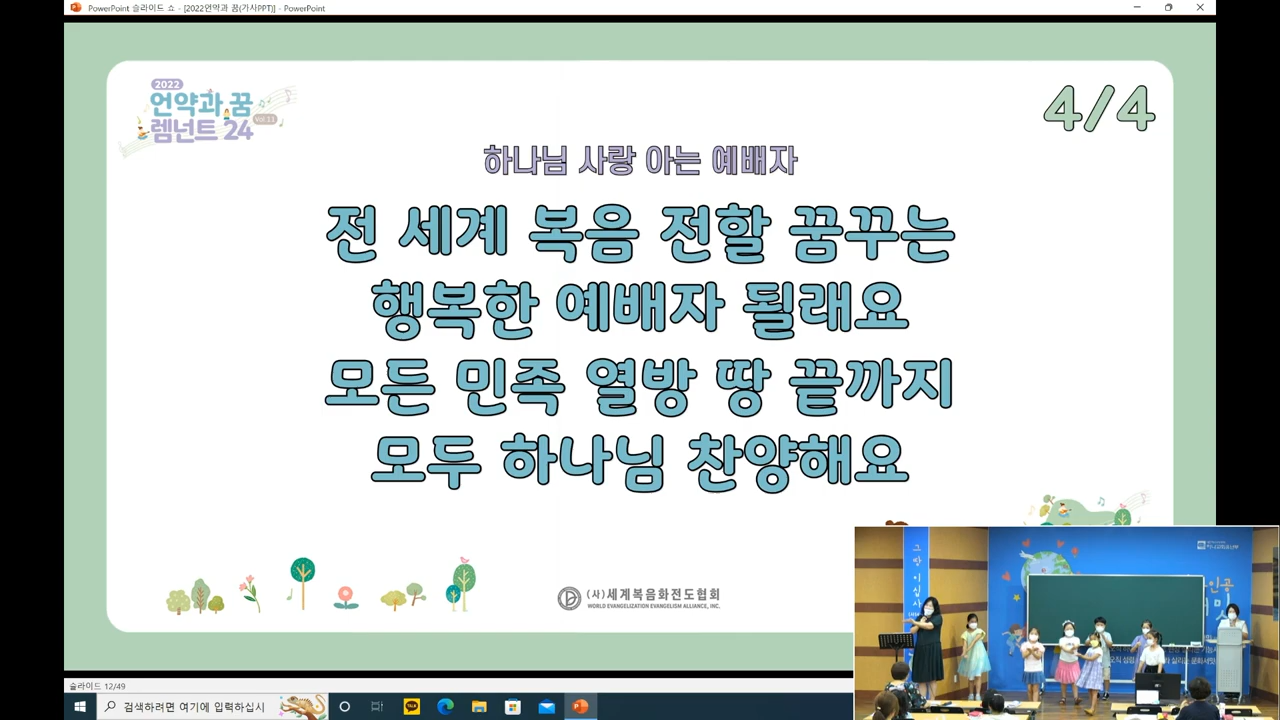 PowerPoint 슬라이드 쇼 - [2022언약과 꿈(가사PPT)] - PowerPoint
2022
언약과 꿈
렘넌트 24
Vol 11
4/4
하나님 사랑 아는 예배자
전 세계 복음 전할 꿈꾸는
행복한 예배자 될래요
모든 민족 열방 땅 끝까지
모두 하나님 찬양해요
(사)세계복음화전도협회
WORLD EVANGELIZATION EVANGELISM ALLIANCE, INC.
슬라이드 12/49
검색하려면 여기에 입력하십시
TALK